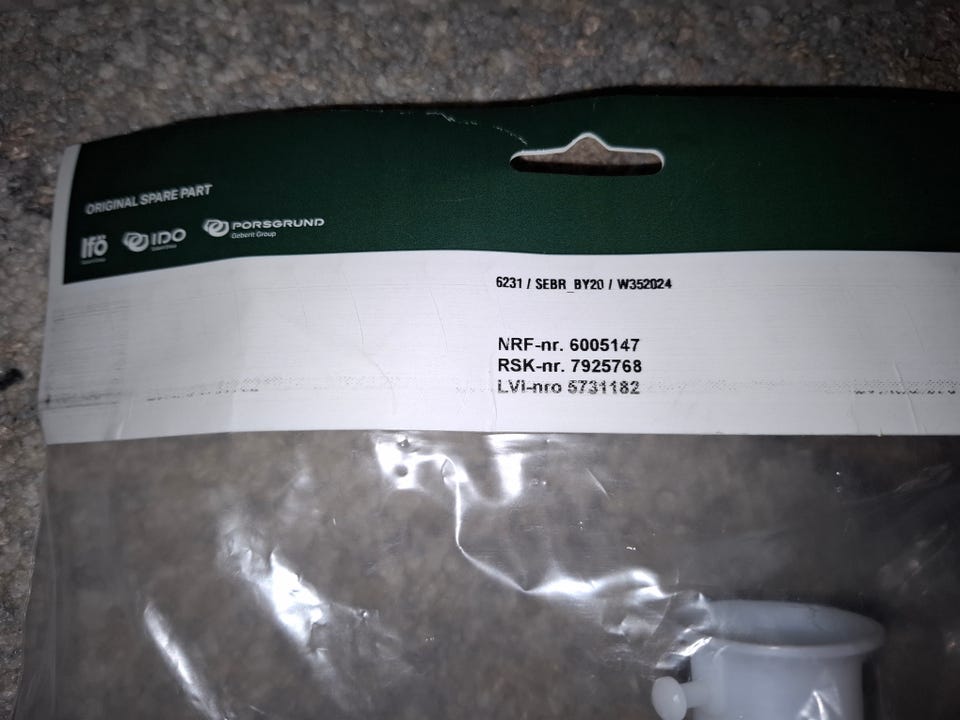 ORIGINAL SPARE PART
Ifö
IDO
PORSGRUND
Geberit Group
6231 / SEBR_BY20 / W352024
NRF-nr. 6005147
RSK-nr. 7925768
LVI-nro 5731182